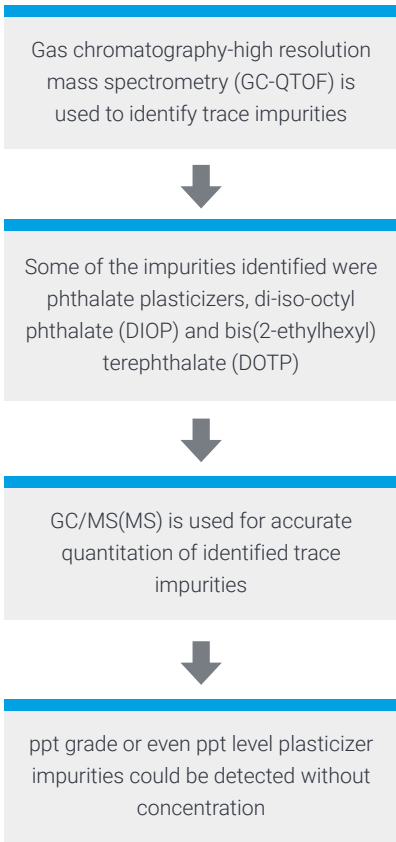 Gas chromatography-high resolution
mass spectrometry (GC-QTOF) is
used to identify trace impurities
Some of the impurities identified were
phthalate plasticizers, di-iso-octyl
phthalate (DIOP) and bis(2-ethylhexyl)
terephthalate (DOTP)
GC/MS(MS) is used for accurate
quantitation of identified trace
impurities
ppt grade or even ppt level plasticizer
impurities could be detected without
concentration